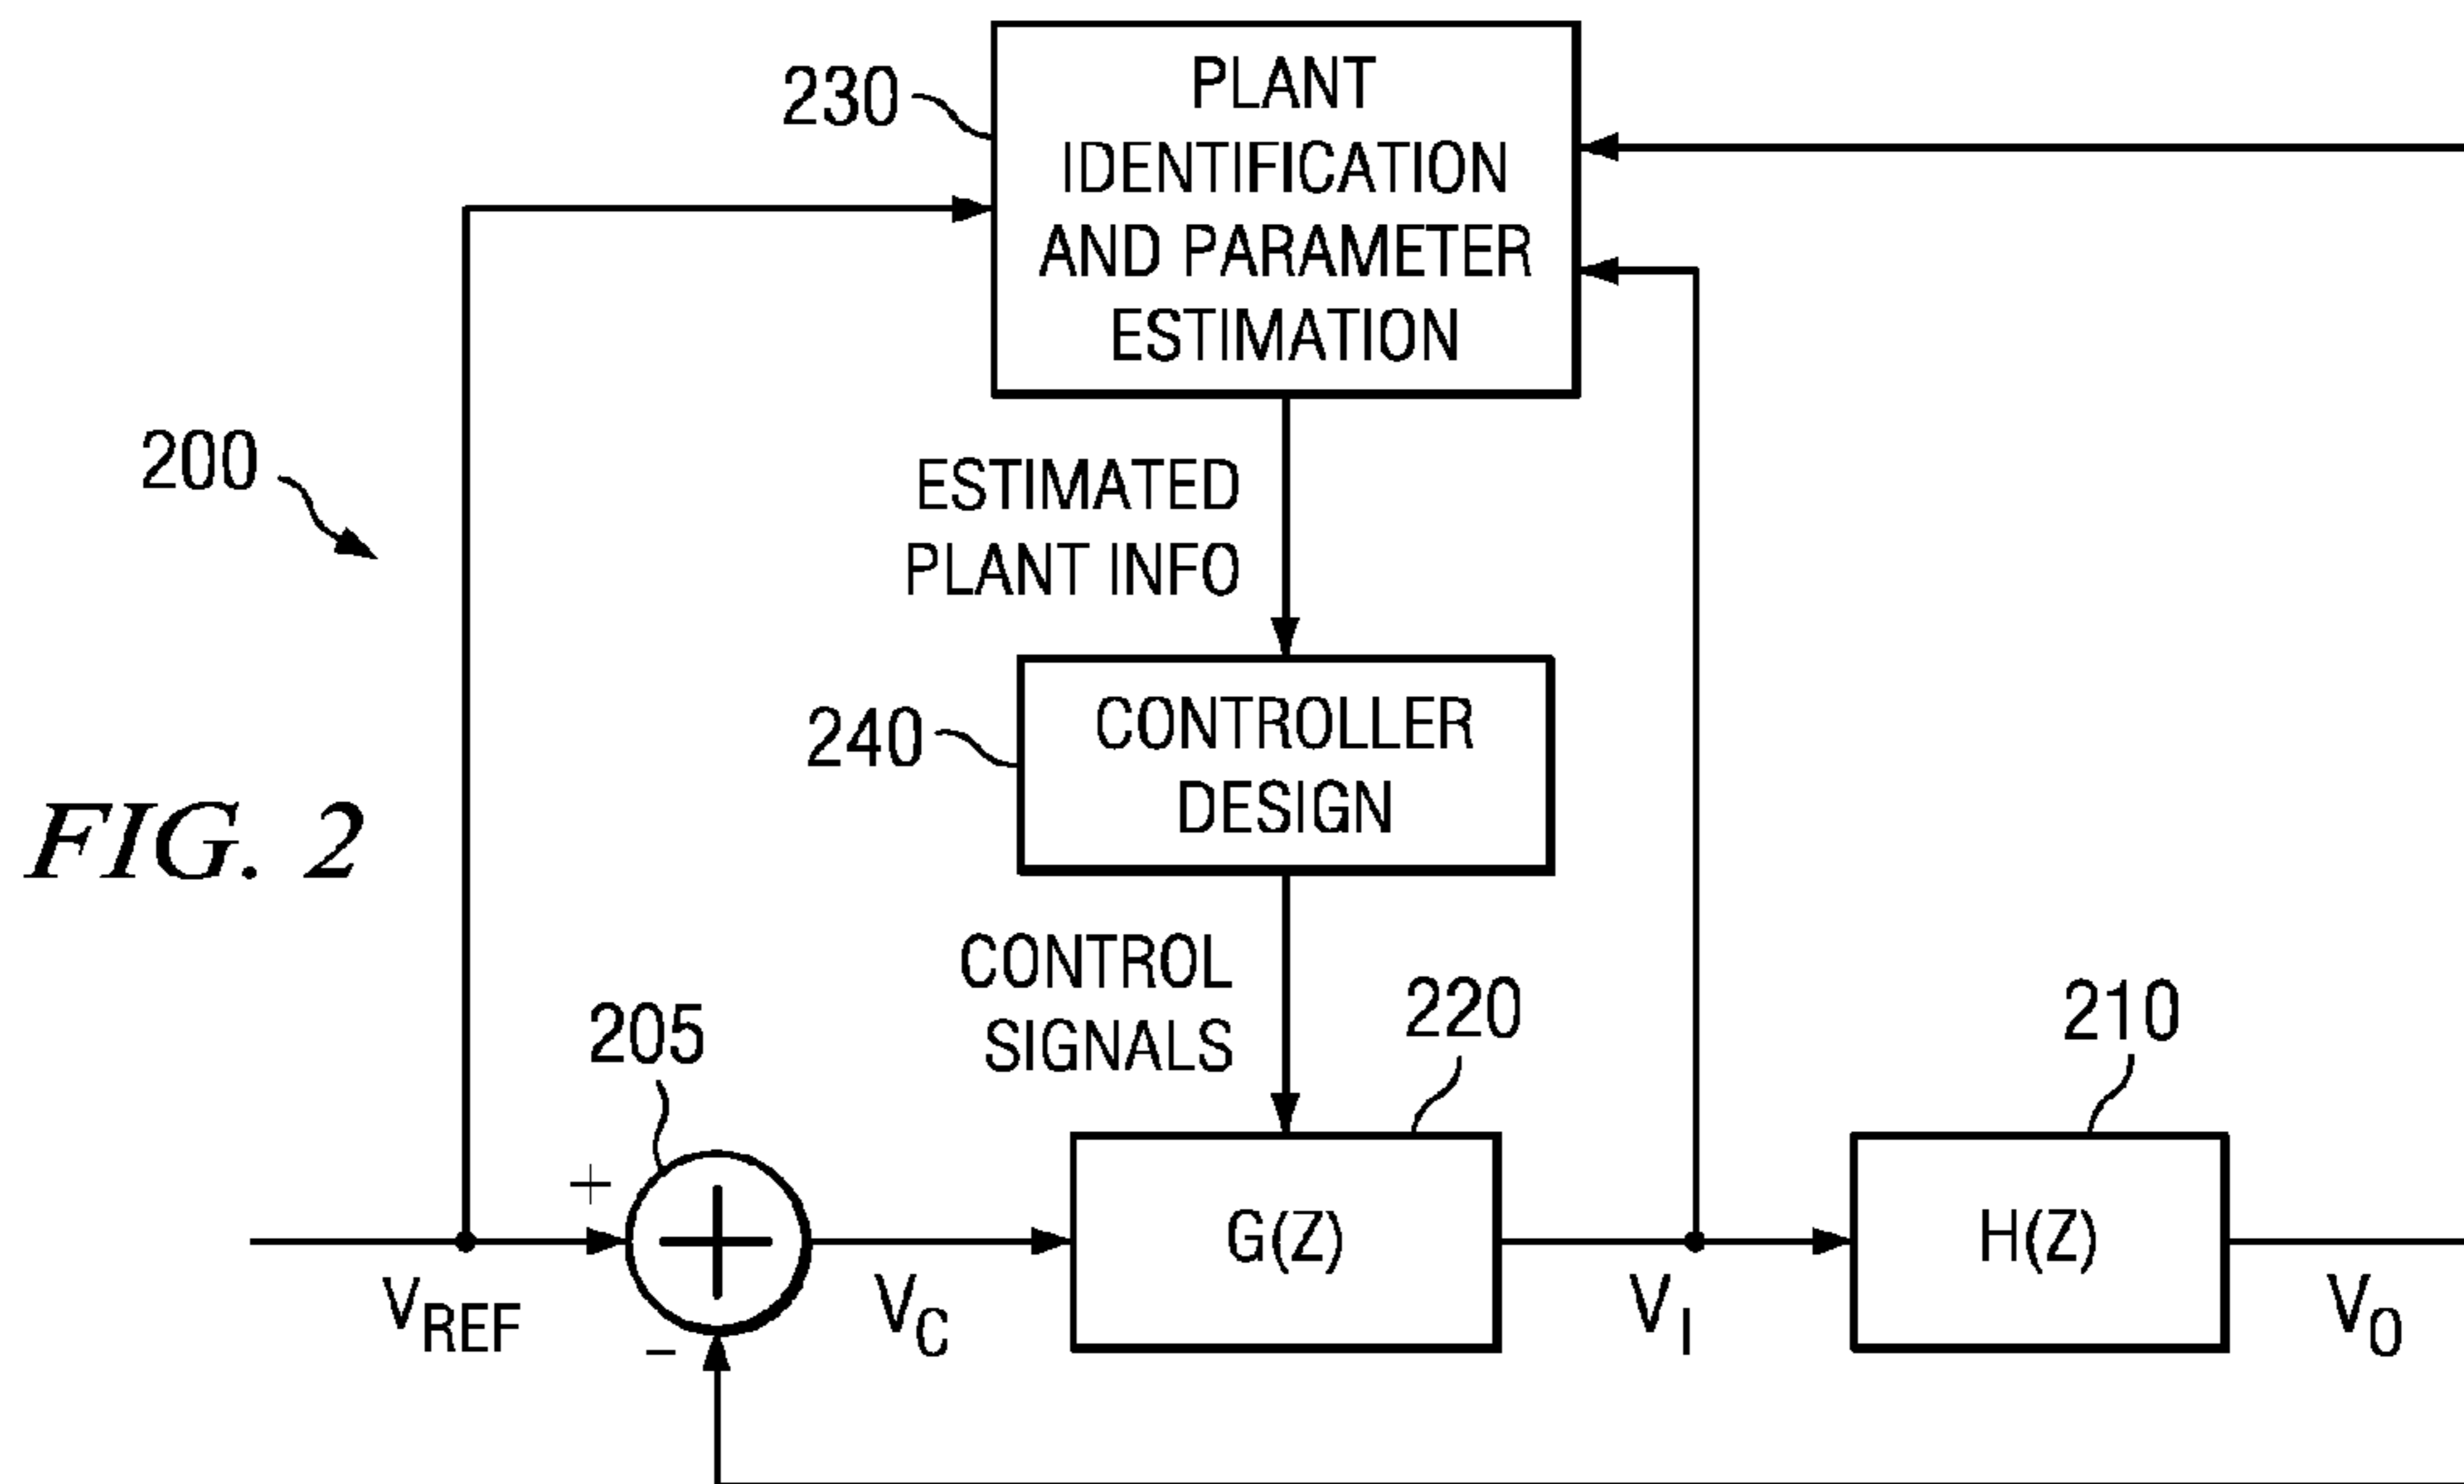 230
PLANT
IDENTIFICATION
AND PARAMETER
ESTIMATION
200
ESTIMATED
PLANT INFO
240
CONTROLLER
DESIGN
FIG. 2
CONTROL
SIGNALS
205
220
210
+
G(Z)
H(Z)
VREF
-
VC
VI
VO